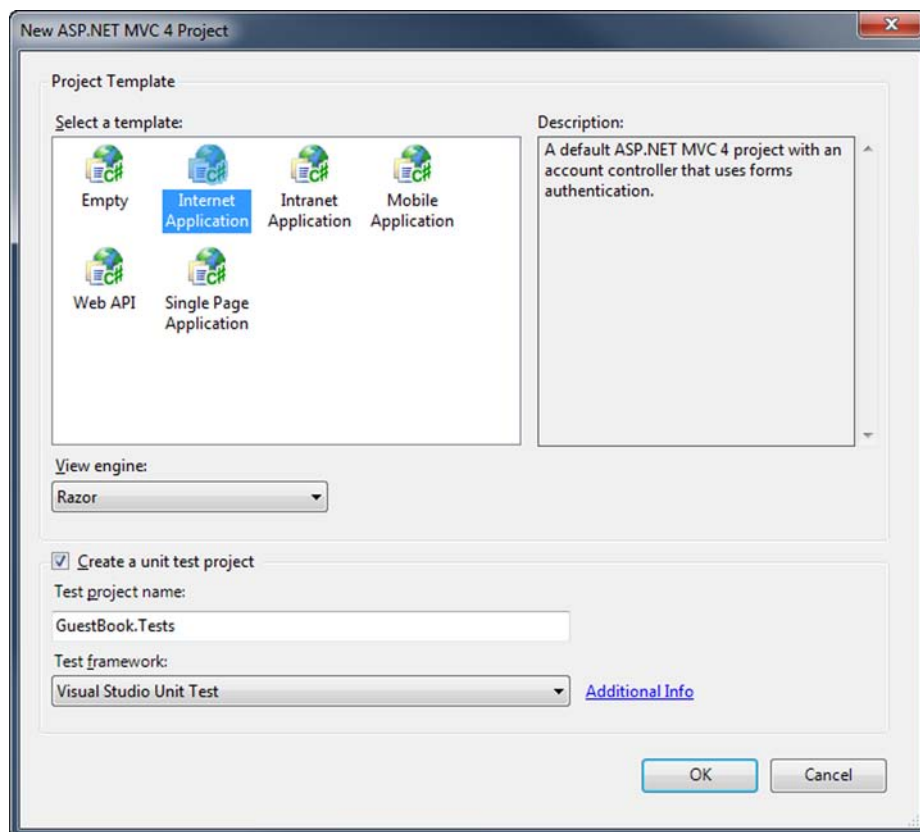 New ASP.NET MVC 4 Project
Project Template
Select a template:
Empty
Internet
Application
Intranet
Application
Mobile
Application
Web API
Single Page
Application
Description:
A default ASP.NET MVC 4 project with an
account controller that uses forms
authentication.
View engine:
Razor
Create a unit test project
Test project name:
GuestBook.Tests
Test framework:
Visual Studio Unit Test
Additional Info
OK
Cancel